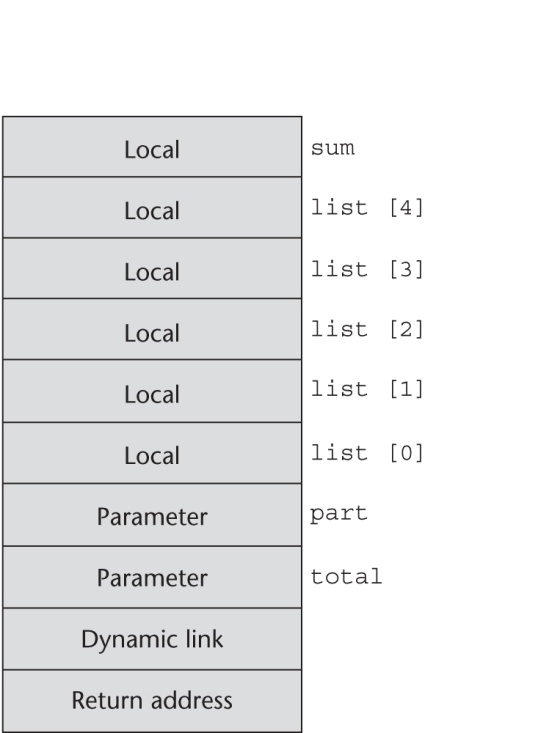 Local sum
Local list [4]
Local list [3]
Local list [2]
Local list [1]
Local list [0]
Parameter part
Parameter total
Dynamic link
Return address